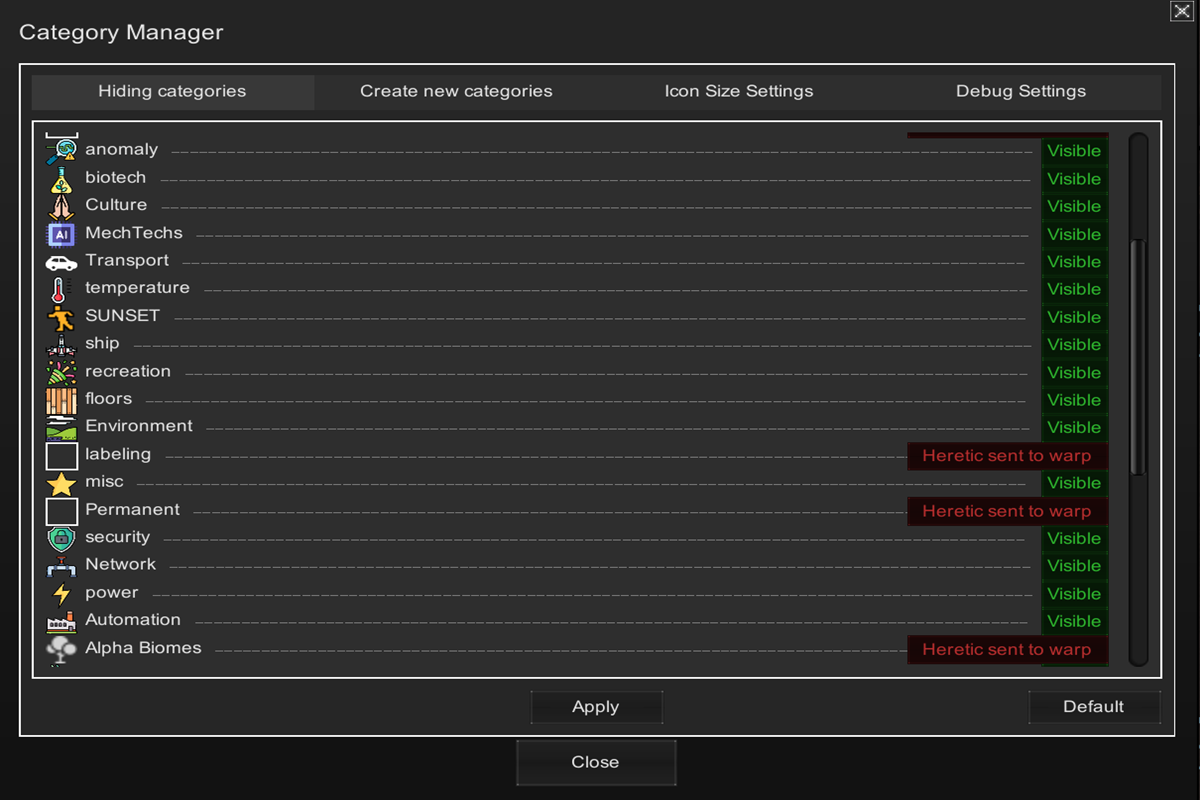 Category Manager
Hiding categories Create new categories Icon Size Settings Debug Settings
anomaly Visible
biotech Visible
Culture Visible
AI MechTechs Visible
Transport Visible
temperature Visible
SUNSET Visible
ship Visible
recreation Visible
floors Visible
Environment Visible
labeling Heretic sent to warp
misc Visible
Permanent Heretic sent to warp
security Visible
Network Visible
power Visible
Automation Visible
Alpha Biomes Heretic sent to warp
Apply Default
Close